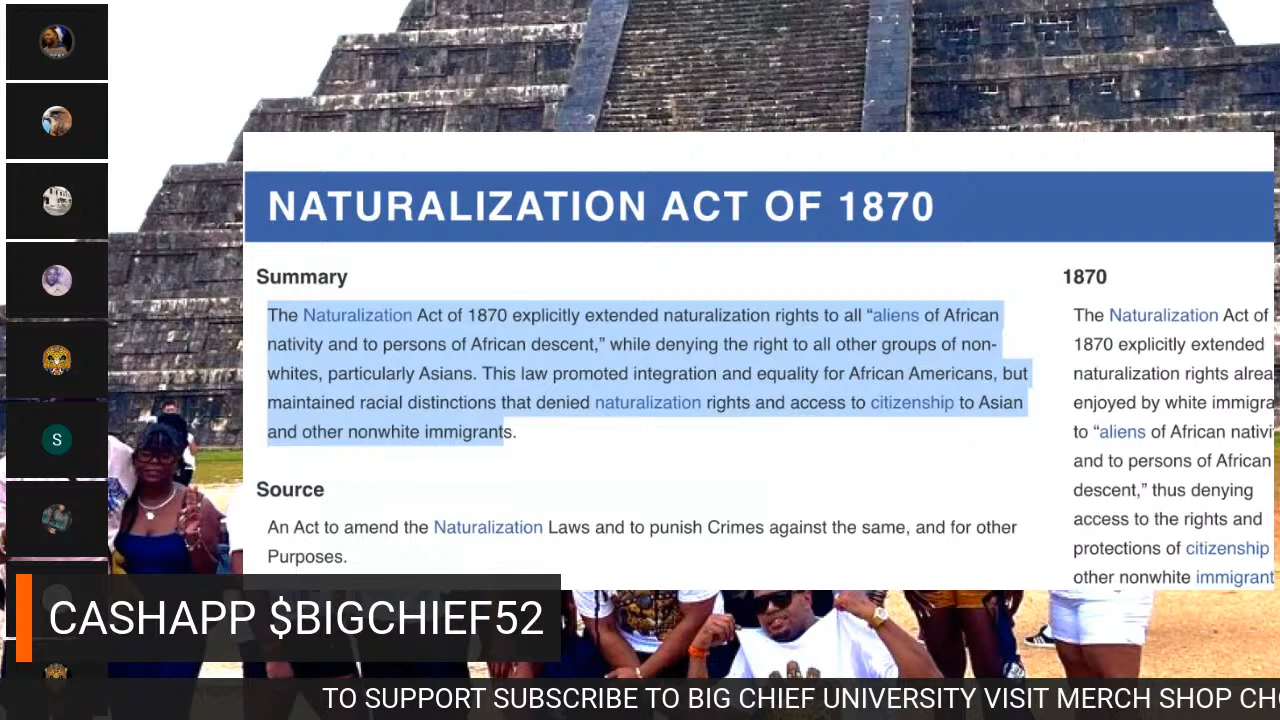 NATURALIZATION ACT OF 1870
Summary
The Naturalization Act of 1870 explicitly extended naturalization rights to all “aliens of African
nativity and to persons of African descent,” while denying the right to all other groups of non-
whites, particularly Asians. This law promoted integration and equality for African Americans, but
maintained racial distinctions that denied naturalization rights and access to citizenship to Asian
and other nonwhite immigrants.
Source
An Act to amend the Naturalization Laws and to punish Crimes against the same, and for other
Purposes.
1870
The Naturalization Act of
1870 explicitly extended
naturalization rights alrea
enjoyed by white immigra
to “aliens of African nativi
and to persons of African
descent,” thus denying
access to the rights and
protections of citizenship
other nonwhite immigrant
S
CASHAPP $BIGCHIEF52
TO SUPPORT SUBSCRIBE TO BIG CHIEF UNIVERSITY VISIT MERCH SHOP CH